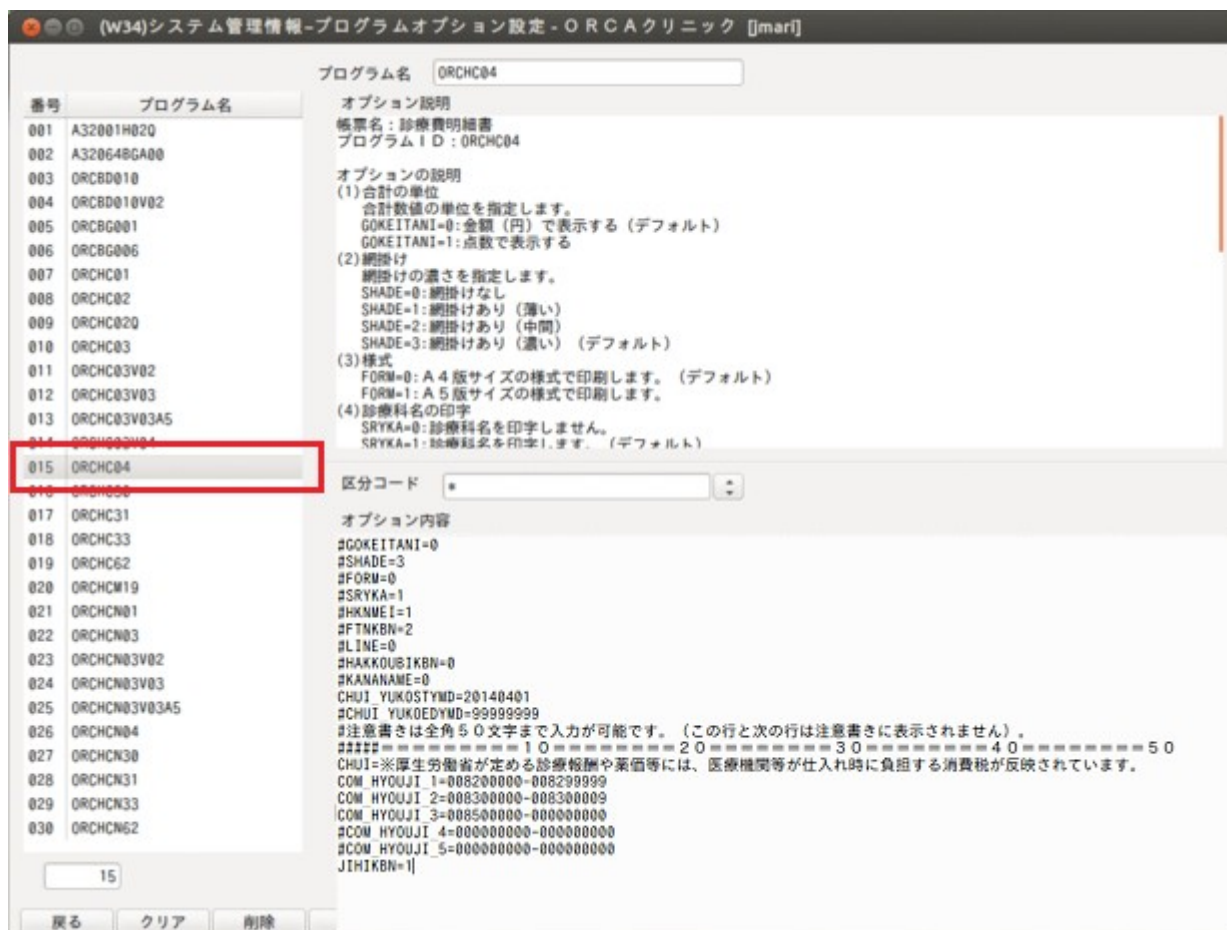 (W34)システム管理情報–プログラムオプション設定 - ＯＲＣＡクリニック [jmari]
プログラム名 ORCHC04
番号 プログラム名
001 A32001H02Q
002 A32064BGA00
003 ORCBD010
004 ORCBD010V02
005 ORCBG001
006 ORCBG006
007 ORCHC01
008 ORCHC02
009 ORCHC02Q
010 ORCHC03
011 ORCHC03V02
012 ORCHC03V03
013 ORCHC03V03A5
015 ORCHC04
017 ORCHC31
018 ORCHC33
019 ORCHC62
020 ORCHCM19
021 ORCHCN01
022 ORCHCN03
023 ORCHCN03V02
024 ORCHCN03V03
025 ORCHCN03V03A5
026 ORCHCN04
027 ORCHCN30
028 ORCHCN31
029 ORCHCN33
030 ORCHCN62
15
戻る クリア 削除
オプション説明
帳票名：診療費明細書
プログラムＩＤ：ORCHC04
オプションの説明
(1)合計の単位
合計数値の単位を指定します。
GOKEITANI=0:金額（円）で表示する（デフォルト）
GOKEITANI=1:点数で表示する
(2)網掛け
網掛けの濃さを指定します。
SHADE=0:網掛けなし
SHADE=1:網掛けあり（薄い）
SHADE=2:網掛けあり（中間）
SHADE=3:網掛けあり（濃い）（デフォルト）
(3)様式
FORM=0:Ａ４版サイズの様式で印刷します。（デフォルト）
FORM=1:Ａ５版サイズの様式で印刷します。
(4)診療科名の印字
SRYKA=0:診療科名を印字しません。
SRYKA=1:診療科名を印字します。（デフォルト）
区分コード *
オプション内容
#GOKEITANI=0
#SHADE=3
#FORM=0
#SRYKA=1
#HKNMEI=1
#FTNKBN=2
#LINE=0
#HAKKOUBIKBN=0
#KANANAME=0
CHUI_YUKOSTYMD=20140401
#CHUI_YUKOEDYMD=99999999
#注意書きは全角５０文字まで入力が可能です。（この行と次の行は注意書きに表示されません）.
#####＝＝＝＝＝＝＝＝＝１０＝＝＝＝＝＝＝＝２０＝＝＝＝＝＝＝＝３０＝＝＝＝＝＝＝＝４０＝＝＝＝＝＝＝＝５０
CHUI=※厚生労働省が定める診療報酬や薬価等には、医療機関等が仕入れ時に負担する消費税が反映されています。
COM_HYOUJI_1=008200000-008299999
COM_HYOUJI_2=008300000-008300009
COM_HYOUJI_3=008500000-000000000
#COM_HYOUJI_4=000000000-000000000
#COM_HYOUJI_5=000000000-000000000
JIHIKBN=1